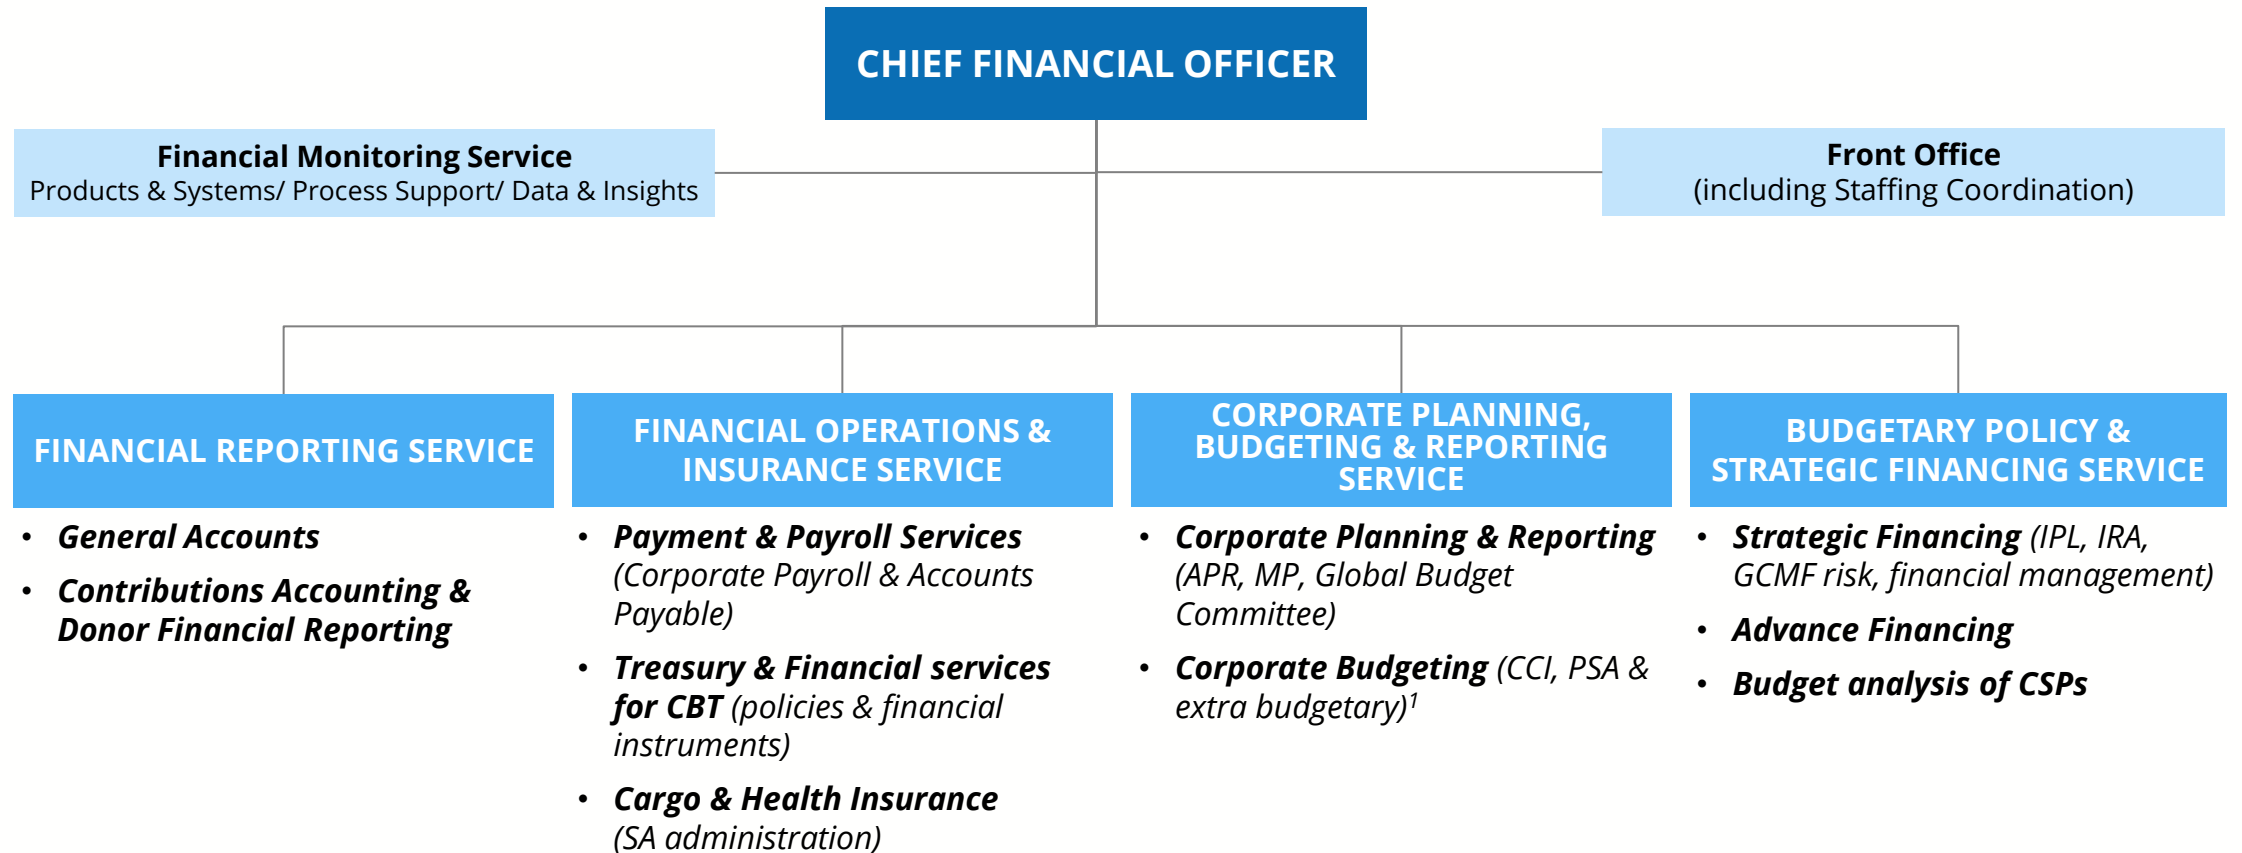 CHIEF FINANCIAL OFFICER
Financial Monitoring Service
Products & Systems/ Process Support/ Data & Insights
Front Office
(including Staffing Coordination)
FINANCIAL REPORTING SERVICE
• General Accounts
• Contributions Accounting &
Donor Financial Reporting
FINANCIAL OPERATIONS &
INSURANCE SERVICE
• Payment & Payroll Services
(Corporate Payroll & Accounts
Payable)
• Treasury & Financial services
for CBT (policies & financial
instruments)
• Cargo & Health Insurance
(SA administration)
CORPORATE PLANNING,
BUDGETING & REPORTING
SERVICE
• Corporate Planning & Reporting
(APR, MP, Global Budget
Committee)
• Corporate Budgeting (CCI, PSA &
extra budgetary)¹
BUDGETARY POLICY &
STRATEGIC FINANCING SERVICE
• Strategic Financing (IPL, IRA,
GCMF risk, financial management)
• Advance Financing
• Budget analysis of CSPs